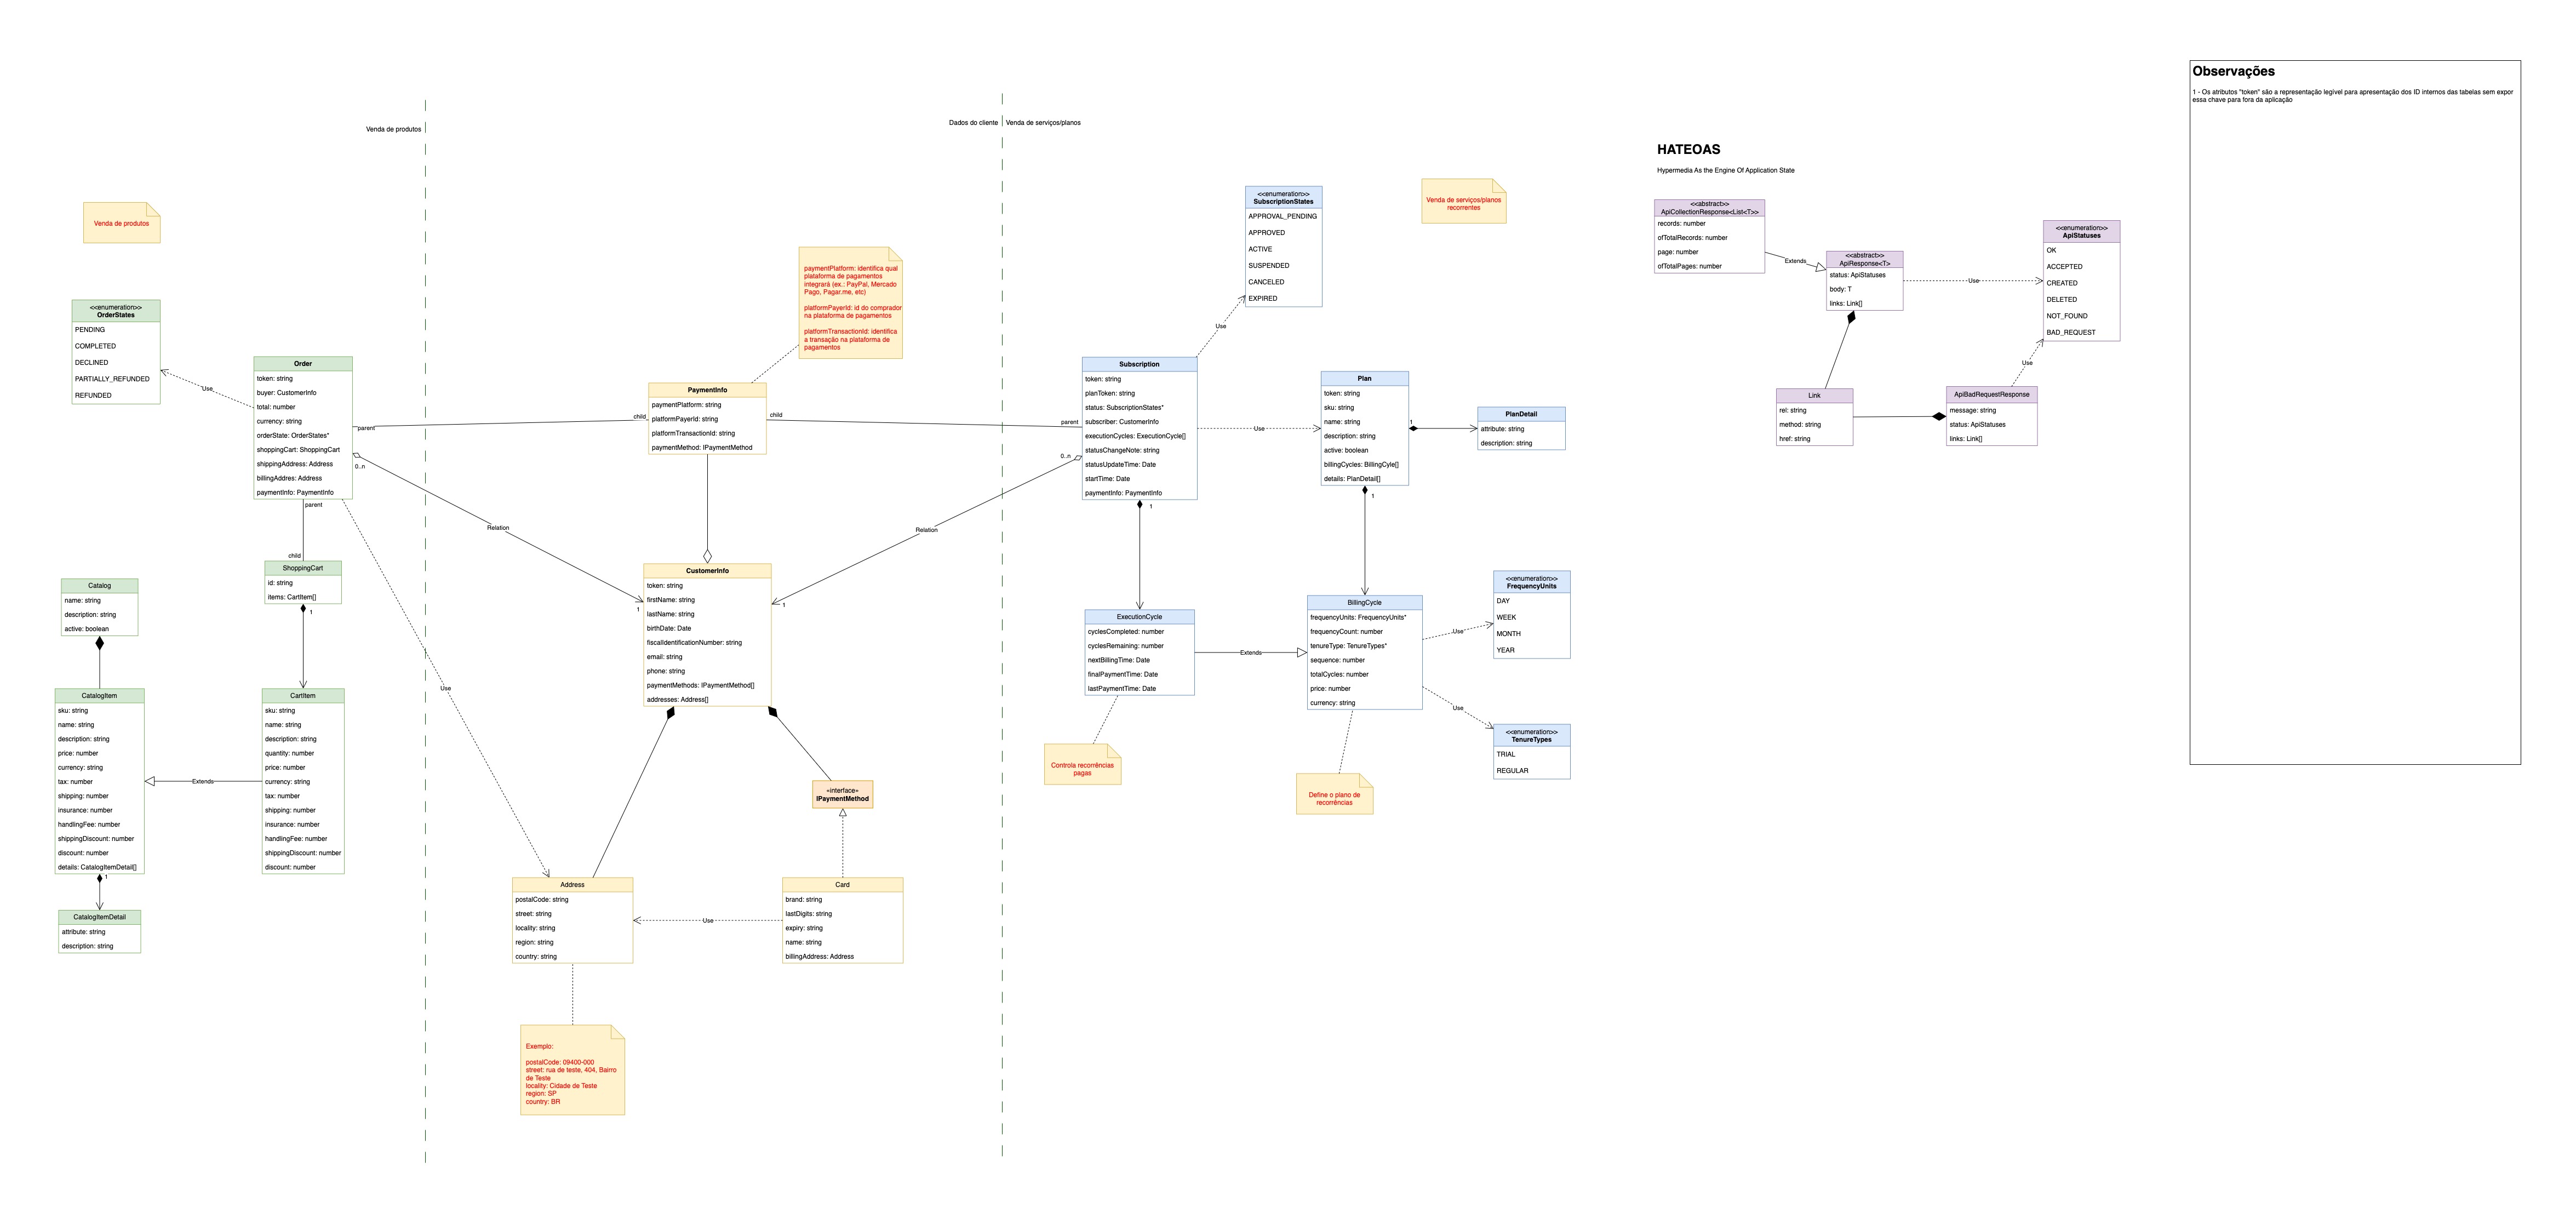 Venda de produtos
Dados do cliente
Venda de serviços/planos
Venda de produtos
<<enumeration>>
OrderStates
PENDING
COMPLETED
DECLINED
PARTIALLY_REFUNDED
REFUNDED
Use
Order
token: string
buyer: CustomerInfo
total: number
currency: string
orderState: OrderStates*
shoppingCart: ShoppingCart
shippingAddress: Address
billingAddres: Address
paymentInfo: PaymentInfo
parent
child
0..n
Relation
1
parent
child
ShoppingCart
id: string
items: CartItem[]
1
Catalog
name: string
description: string
active: boolean
CatalogItem
sku: string
name: string
description: string
price: number
currency: string
tax: number
shipping: number
insurance: number
handlingFee: number
shippingDiscount: number
discount: number
details: CatalogItemDetail[]
1
Extends
CartItem
sku: string
name: string
description: string
quantity: number
price: number
currency: string
tax: number
shipping: number
insurance: number
handlingFee: number
shippingDiscount: number
discount: number
CatalogItemDetail
attribute: string
description: string
Use
paymentPlatform: identifica qual
plataforma de pagamentos
integrará (ex.: PayPal, Mercado
Pago, Pagar.me, etc)
platformPayerId: id do comprador
na plataforma de pagamentos
platformTransactionId: identifica
a transação na plataforma de
pagamentos
PaymentInfo
paymentPlatform: string
platformPayerId: string
platformTransactionId: string
paymentMethod: IPaymentMethod
child
parent
CustomerInfo
token: string
firstName: string
lastName: string
birthDate: Date
fiscalIdentificationNumber: string
email: string
phone: string
paymentMethods: IPaymentMethod[]
addresses: Address[]
1
Relation
0..n
«interface»
IPaymentMethod
Address
postalCode: string
street: string
locality: string
region: string
country: string
Use
Card
brand: string
lastDigits: string
expiry: string
name: string
billingAddress: Address
Exemplo:
postalCode: 09400-000
street: rua de teste, 404, Bairro
de Teste
locality: Cidade de Teste
region: SP
country: BR
<<enumeration>>
SubscriptionStates
APPROVAL_PENDING
APPROVED
ACTIVE
SUSPENDED
CANCELED
EXPIRED
Use
Venda de serviços/planos
recorrentes
Subscription
token: string
planToken: string
status: SubscriptionStates*
subscriber: CustomerInfo
executionCycles: ExecutionCycle[]
statusChangeNote: string
statusUpdateTime: Date
startTime: Date
paymentInfo: PaymentInfo
1
Use
Plan
token: string
sku: string
name: string
description: string
active: boolean
billingCycles: BillingCyle[]
details: PlanDetail[]
1
1
PlanDetail
attribute: string
description: string
ExecutionCycle
cyclesCompleted: number
cyclesRemaining: number
nextBillingTime: Date
finalPaymentTime: Date
lastPaymentTime: Date
Extends
BillingCycle
frequencyUnits: FrequencyUnits*
frequencyCount: number
tenureType: TenureTypes*
sequence: number
totalCycles: number
price: number
currency: string
Use
Use
<<enumeration>>
FrequencyUnits
DAY
WEEK
MONTH
YEAR
<<enumeration>>
TenureTypes
TRIAL
REGULAR
Controla recorrências
pagas
Define o plano de
recorrências
HATEOAS
Hypermedia As the Engine Of Application State
<<abstract>>
ApiCollectionResponse<List<T>>
records: number
ofTotalRecords: number
page: number
ofTotalPages: number
Extends
<<abstract>>
ApiResponse<T>
status: ApiStatuses
body: T
links: Link[]
Use
<<enumeration>>
ApiStatuses
OK
ACCEPTED
CREATED
DELETED
NOT_FOUND
BAD_REQUEST
Use
Link
rel: string
method: string
href: string
ApiBadRequestResponse
message: string
status: ApiStatuses
links: Link[]
Observações
1 - Os atributos "token" são a representação legível para apresentação dos ID internos das tabelas sem expor
essa chave para fora da aplicação